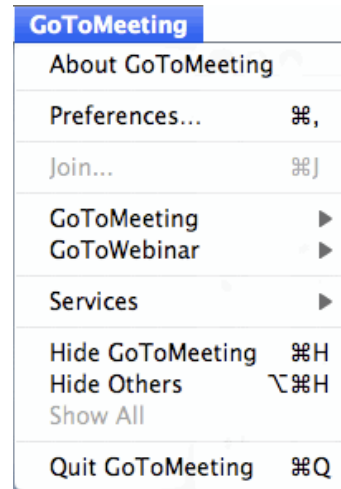 GoToMeeting
About GoToMeeting
Preferences... ⌘,
Join... ⌘J
GoToMeeting ▶
GoToWebinar ▶
Services ▶
Hide GoToMeeting ⌘H
Hide Others ⌥⌘H
Show All
Quit GoToMeeting ⌘Q